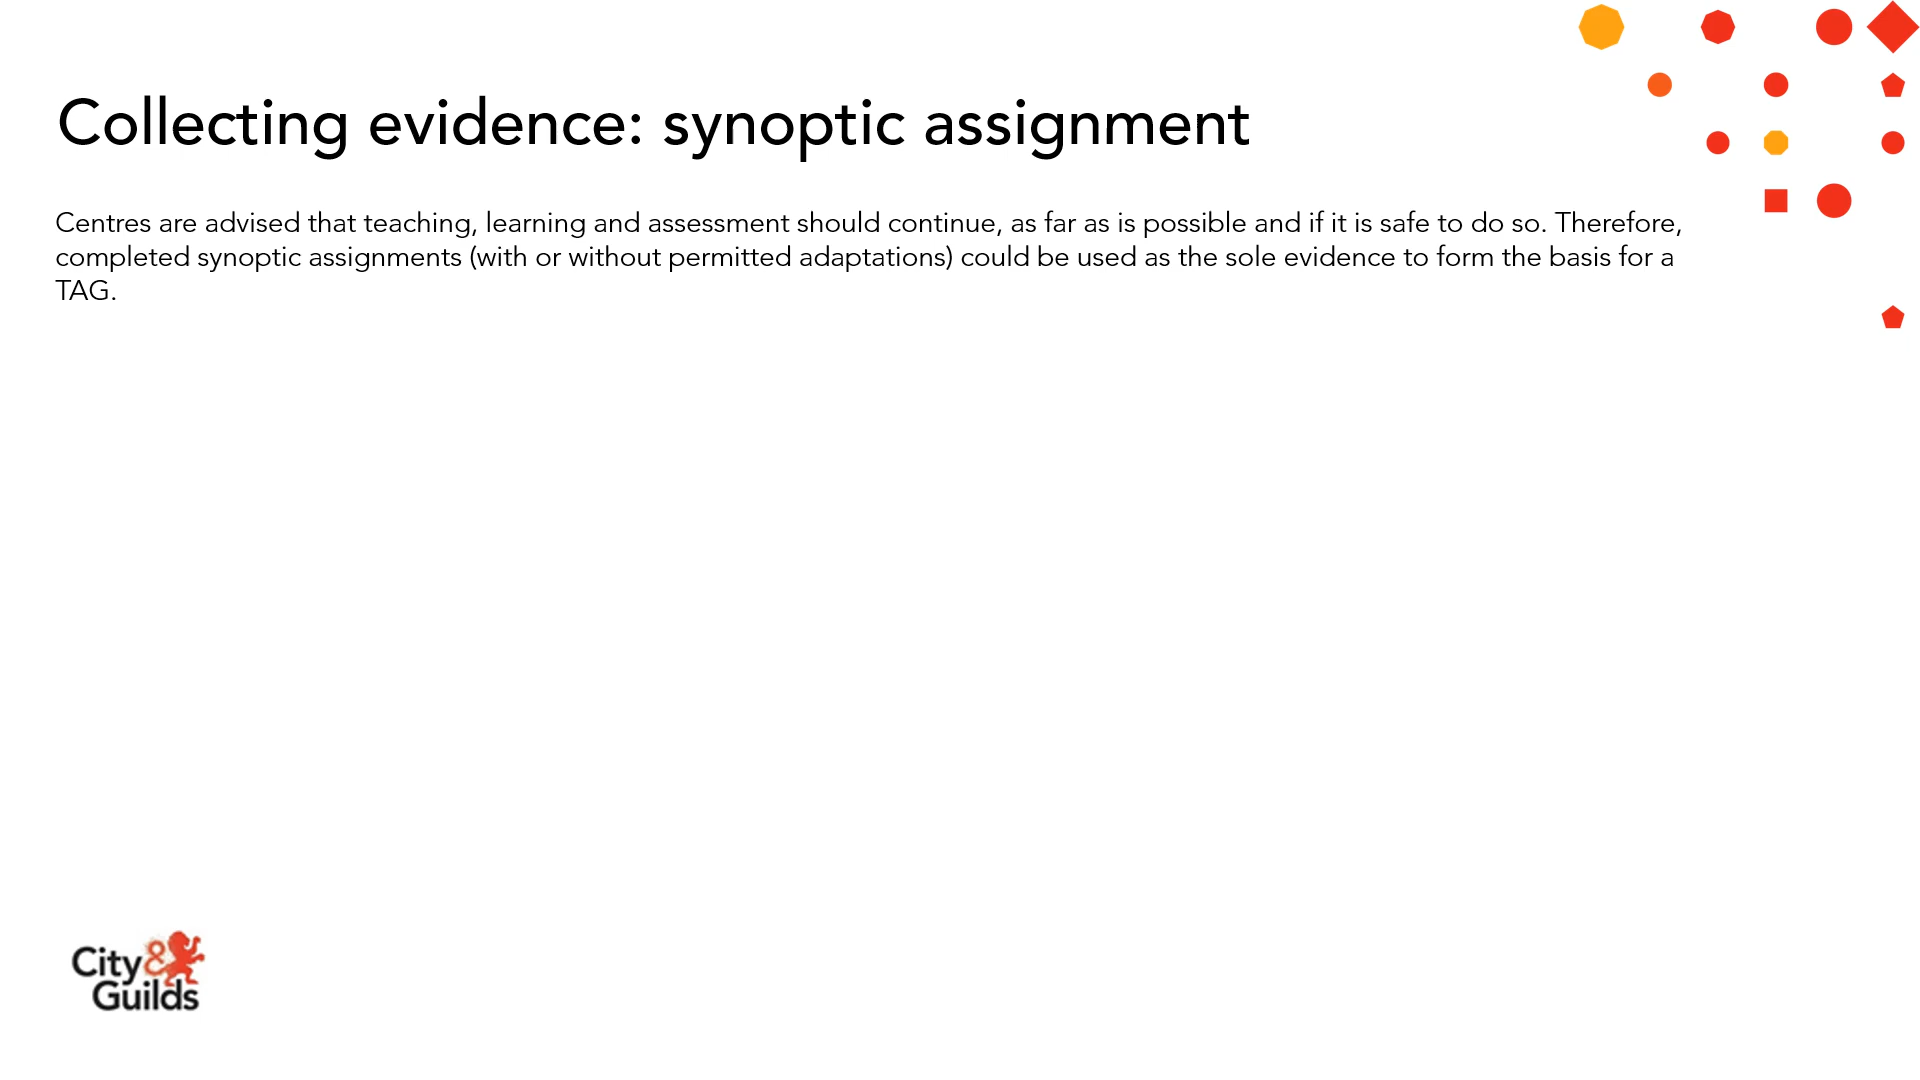 Collecting evidence: synoptic assignment
Centres are advised that teaching, learning and assessment should continue, as far as is possible and if it is safe to do so. Therefore,
completed synoptic assignments (with or without permitted adaptations) could be used as the sole evidence to form the basis for a
TAG.
City&
Guilds